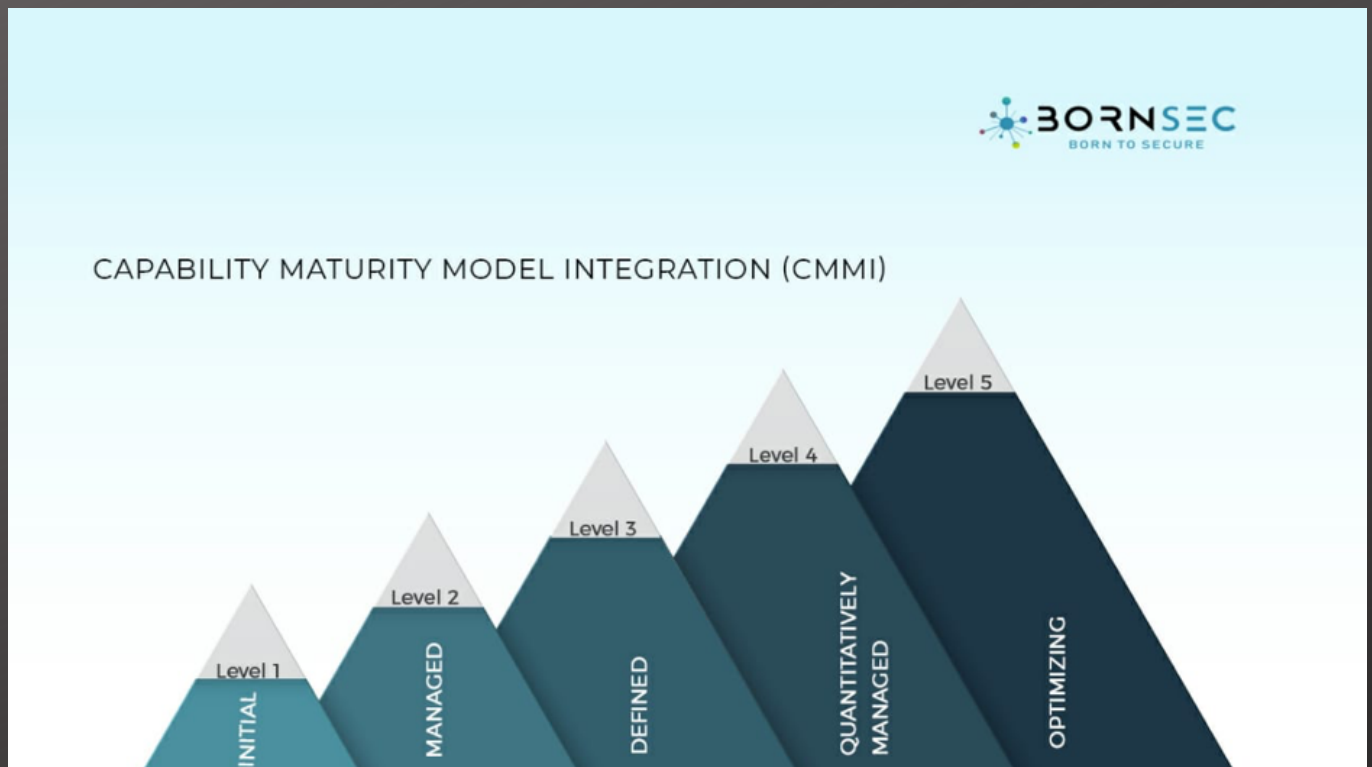 BORNSEC
BORN TO SECURE
CAPABILITY MATURITY MODEL INTEGRATION (CMMI)
Level 1
INITIAL
Level 2
MANAGED
Level 3
DEFINED
Level 4
QUANTITATIVELY
MANAGED
Level 5
OPTIMIZING